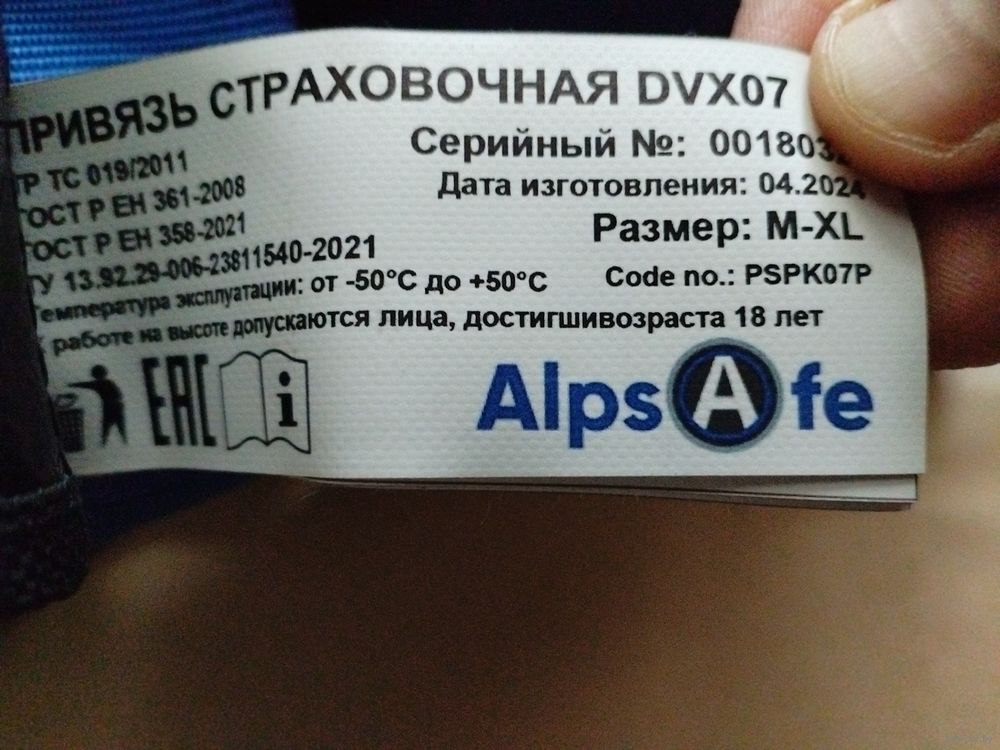 ПРИВЯЗЬ СТРАХОВОЧНАЯ DVX07
ТР ТС 019/2011
ГОСТ Р ЕН 361-2008
ГОСТ Р ЕН 358-2021
ТУ 13.92.29-006-23811540-2021
Серийный №:
Дата изготовления: 04.2024
Размер: M-XL
Code no.: PSPK07P
Температура эксплуатации: от -50°C до +50°C
К работе на высоте допускаются лица, достигшивозраста 18 лет
EAC
i
AlpsAfe